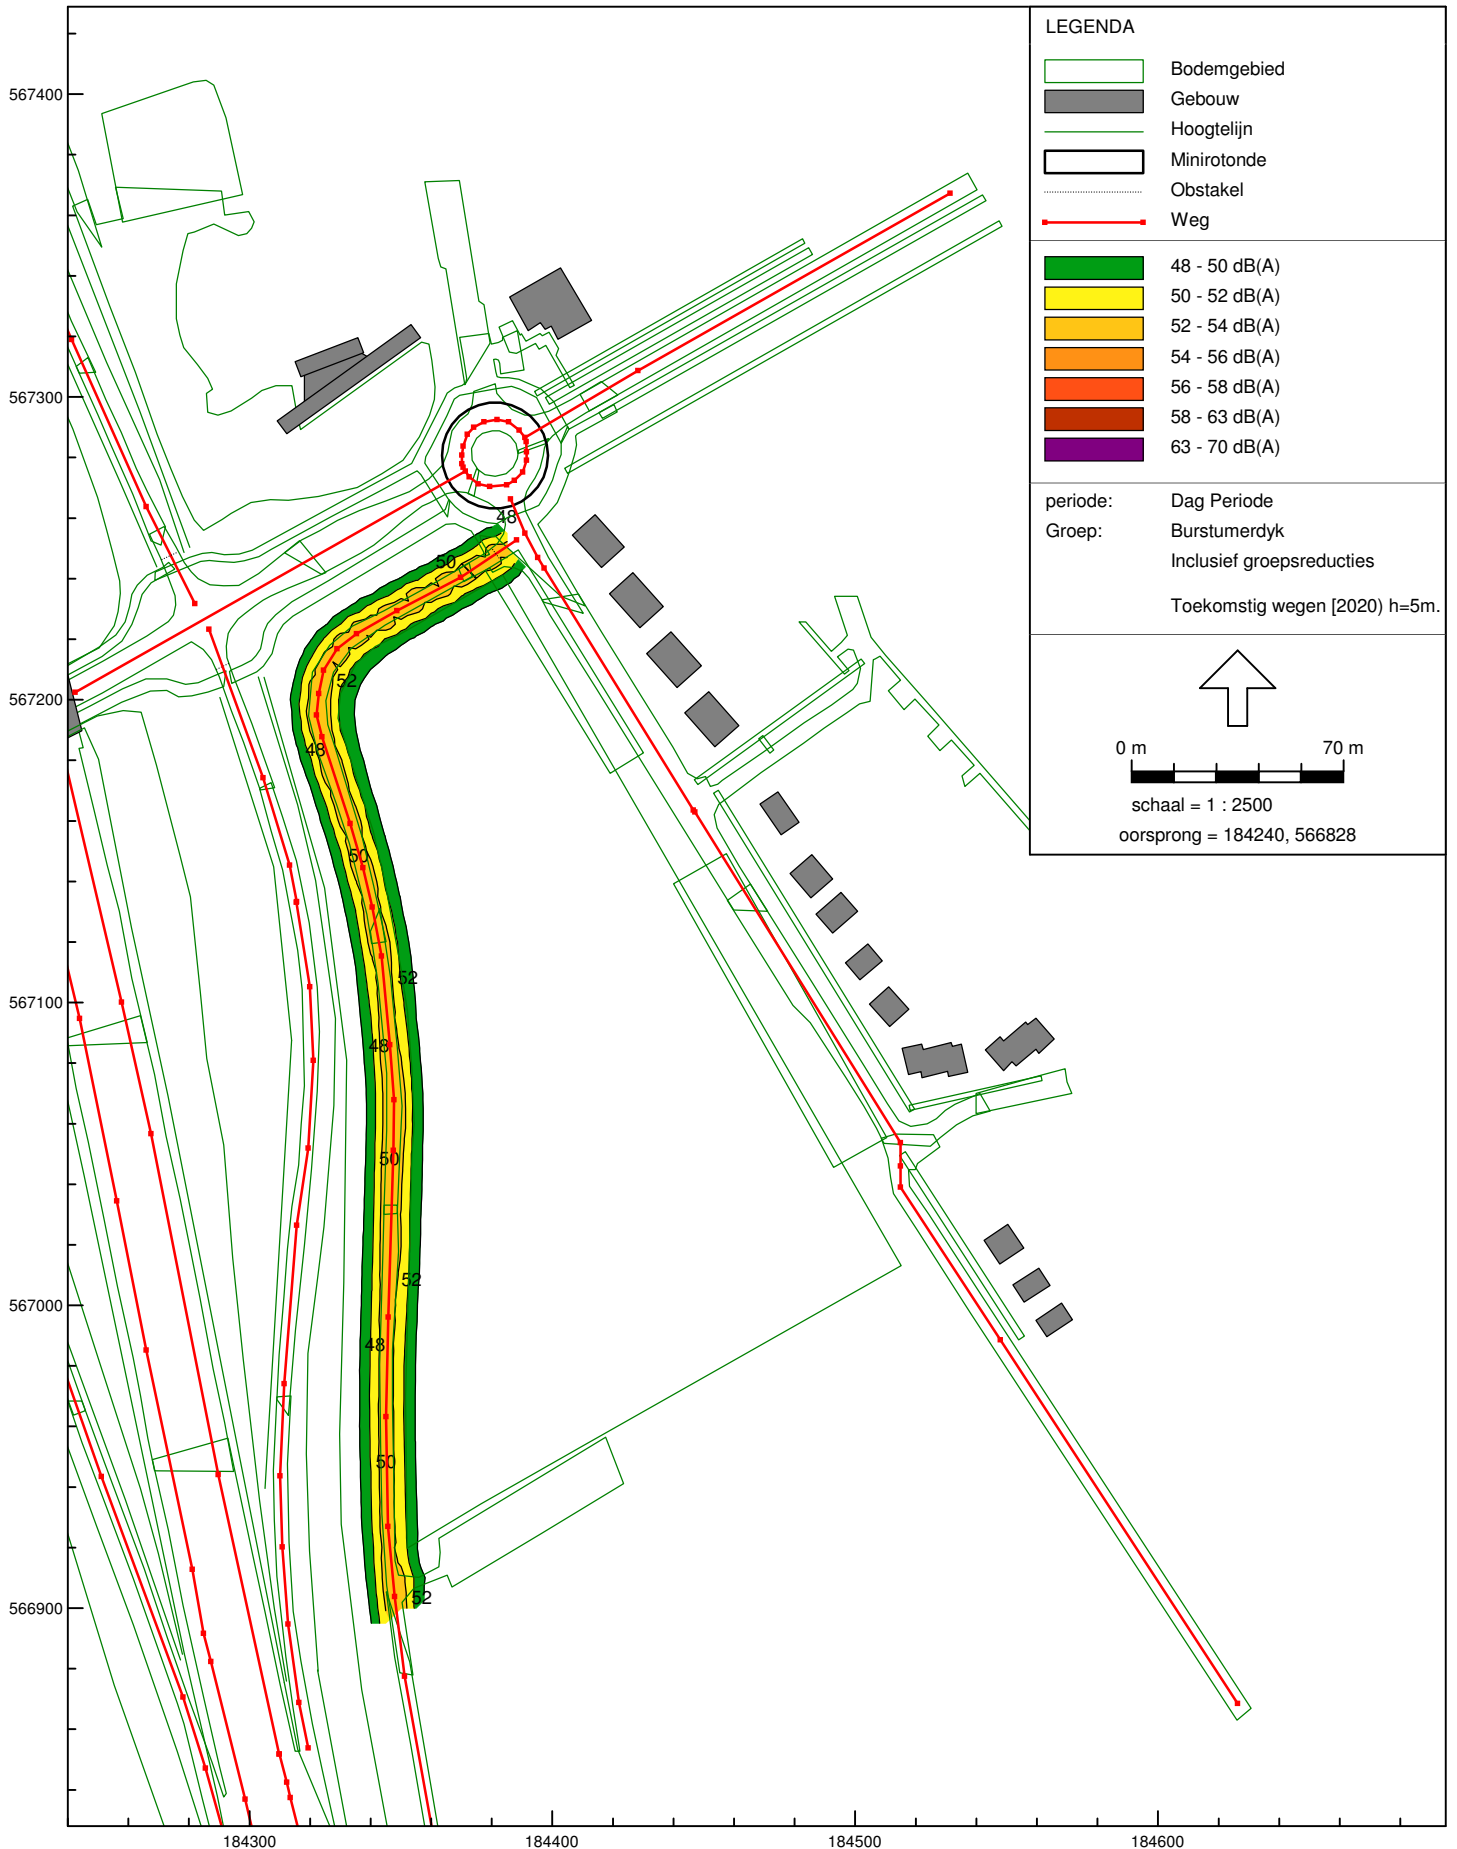 LEGENDA
Bodemgebied
Gebouw
Hoogtelijn
Minirotonde
Obstakel
Weg
48 - 50 dB(A)
50 - 52 dB(A)
52 - 54 dB(A)
54 - 56 dB(A)
56 - 58 dB(A)
58 - 63 dB(A)
63 - 70 dB(A)
periode: Dag Periode
Groep: Burstumerdyk
Inclusief groepsreducties
Toekomstig wegen [2020) h=5m.
0 m 70 m
schaal = 1 : 2500
oorsprong = 184240, 566828
567400
567300
567200
567100
567000
566900
184300 184400 184500 184600
48
50
52
48
50
52
48
50
52
48
50
52